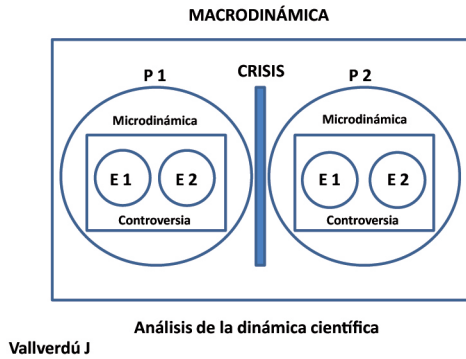 MACRODINÁMICA
P 1
CRISIS
P 2
Microdinámica
Microdinámica
E 1
E 2
E 1
E 2
Controversia
Controversia
Análisis de la dinámica científica
Vallverdú J